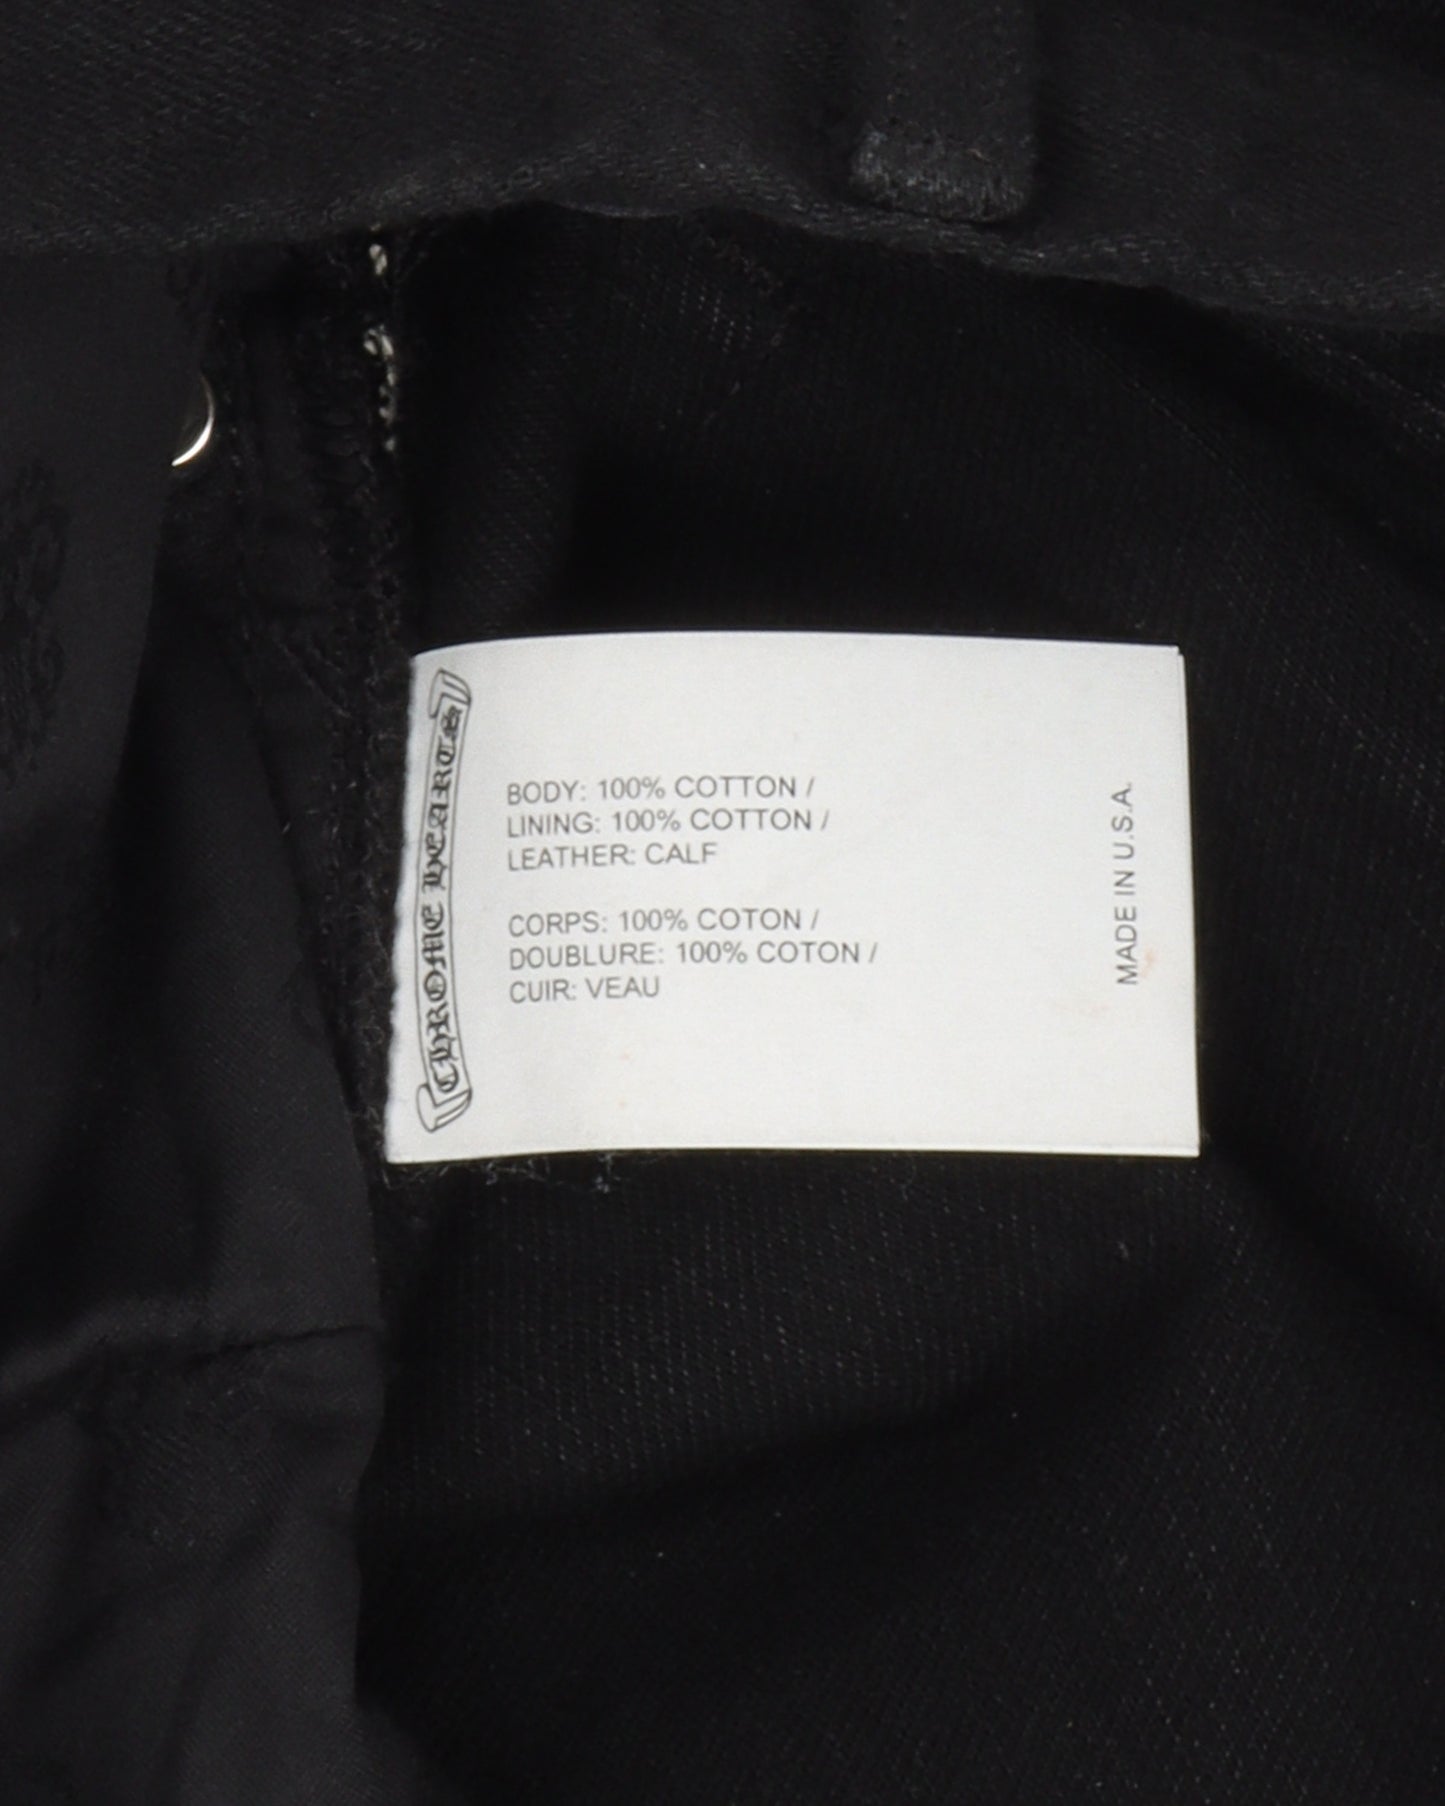 CHROME HEARTS
BODY: 100% COTTON /
LINING: 100% COTTON /
LEATHER: CALF
CORPS: 100% COTON /
DOUBLURE: 100% COTON /
CUIR: VEAU
MADE IN U.S.A.